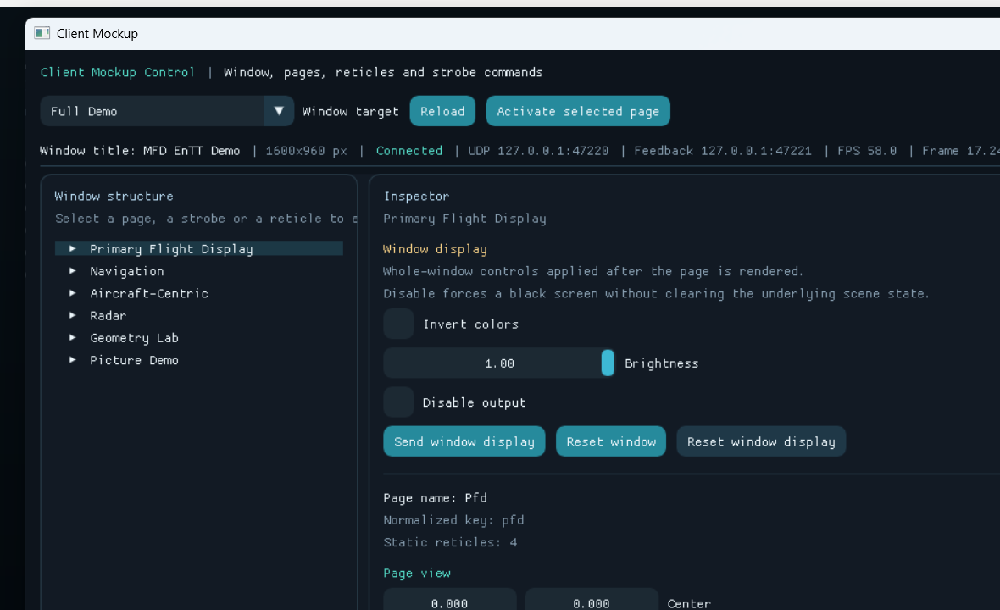 Client Mockup
Client Mockup Control | Window, pages, reticles and strobe commands
Full Demo ▼ Window target Reload Activate selected page
Window title: MFD EnTT Demo | 1600x960 px | Connected | UDP 127.0.0.1:47220 | Feedback 127.0.0.1:47221 | FPS 58.0 | Frame 17.24
Window structure
Select a page, a strobe or a reticle to e
Primary Flight Display
Navigation
Aircraft-Centric
Radar
Geometry Lab
Picture Demo
Inspector
Primary Flight Display
Window display
Whole-window controls applied after the page is rendered.
Disable forces a black screen without clearing the underlying scene state.
Invert colors
1.00 Brightness
Disable output
Send window display Reset window Reset window display
Page name: Pfd
Normalized key: pfd
Static reticles: 4
Page view
0.000 0.000 Center